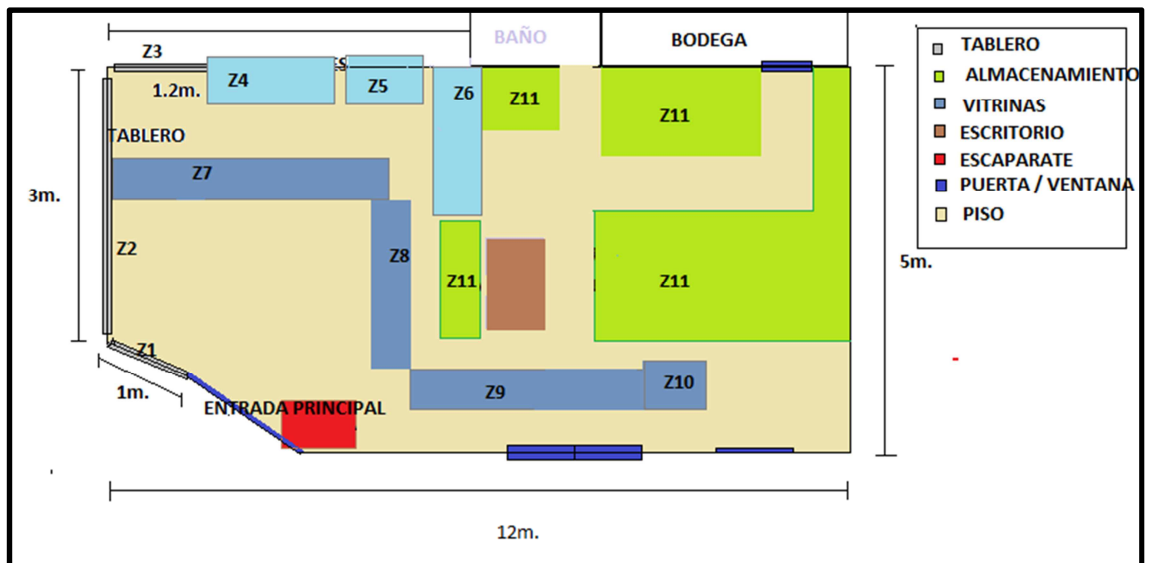 BAÑO
BODEGA
Z3
ES
Z4
1.2m.
Z5
Z6
Z11
Z11
TABLERO
Z7
3m.
Z2
Z8
Z11
Z11
Z1
1m.
ENTRADA PRINCIPAL
Z9
Z10
5m.
12m.
TABLERO
ALMACENAMIENTO
VITRINAS
ESCRITORIO
ESCAPARATE
PUERTA / VENTANA
PISO